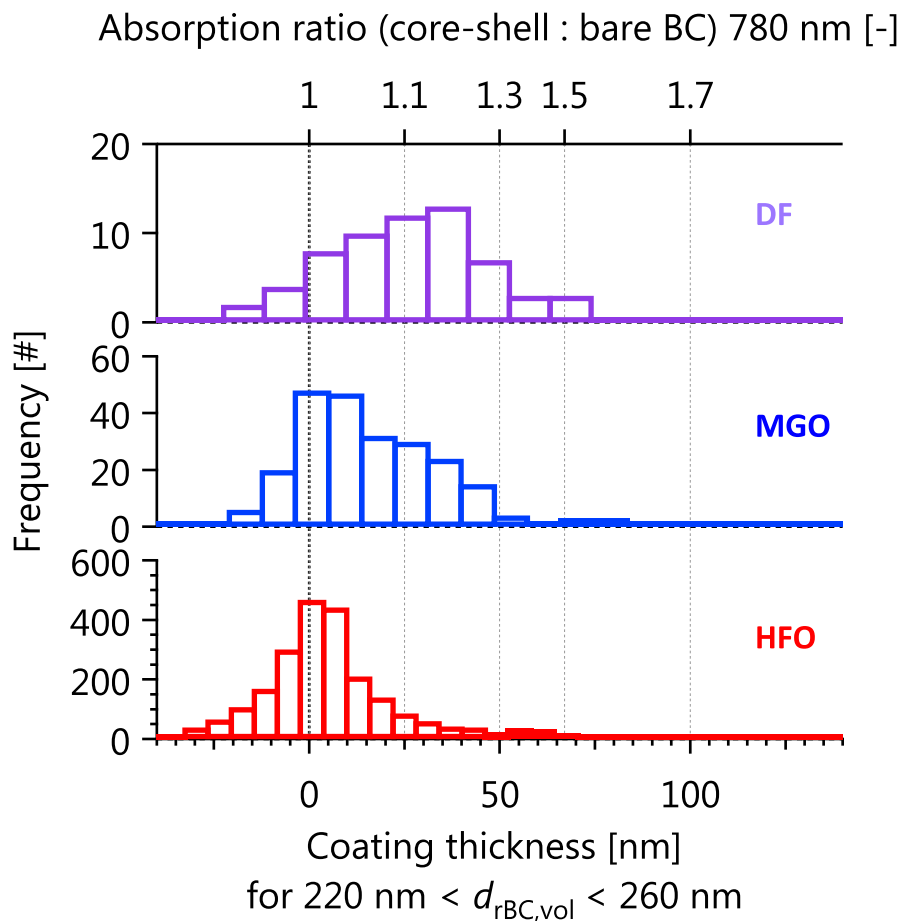 Absorption ratio (core-shell : bare BC) 780 nm [-]
1 1.1 1.3 1.5 1.7
20
10
0
DF
60
40
20
0
MGO
Frequency [#]
600
400
200
0
HFO
0 50 100
Coating thickness [nm]
for 220 nm < drBC,vol < 260 nm